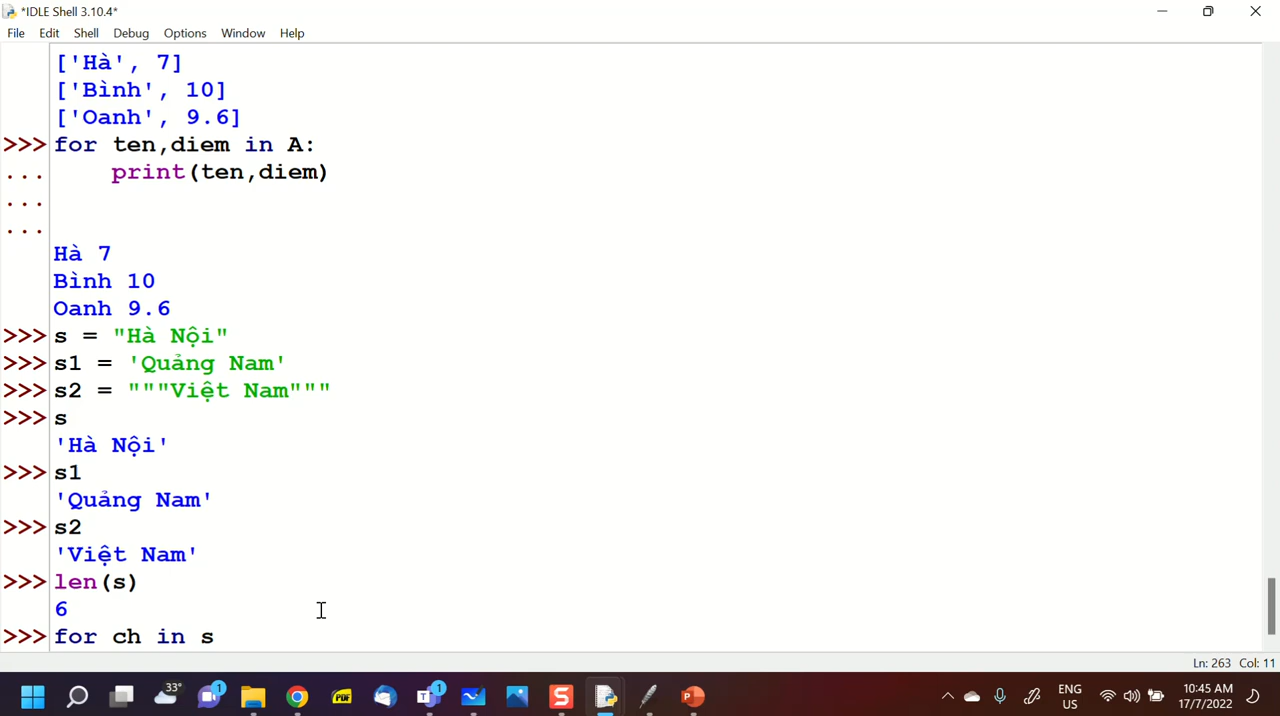 *IDLE Shell 3.10.4*
File Edit Shell Debug Options Window Help
['Hà', 7]
['Bình', 10]
['Oanh', 9.6]
>>> for ten,diem in A:
...     print(ten,diem)
...
...
Hà 7
Bình 10
Oanh 9.6
>>> s = "Hà Nội"
>>> s1 = 'Quảng Nam'
>>> s2 = """Việt Nam"""
>>> s
'Hà Nội'
>>> s1
'Quảng Nam'
>>> s2
'Việt Nam'
>>> len(s)
6
>>> for ch in s
Ln: 263 Col: 11
33°
1
PDF
T 1
S
P
ENG
US
10:45 AM
17/7/2022